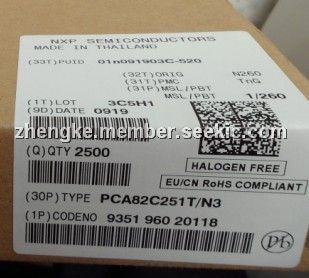 NXP SEMICONDUCTORS
MADE IN THAILAND
(33T) PUID 01n091903C-520
(32T) ORIG N260
(31T) PMC TnG
(31P) MSL/PBT
MSL/PBT 1/260
(1T) LOT 3C5H1
(9D) DATE 0919
zhengke.member.seekic.com
(Q) QTY 2500
HALOGEN FREE
EU/CN RoHS COMPLIANT
(30P) TYPE PCA82C251T/N3
(1P) CODENO 9351 960 20118
Pb